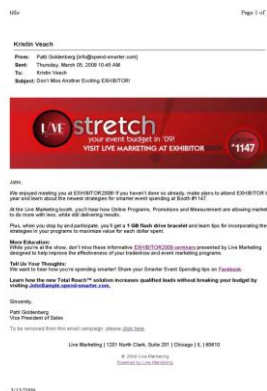 title Page 1 of
Kristin Veach
From: Patti Goldenberg [info@spend-smarter.com]
Sent: Thursday, March 05, 2009 10:45 AM
To: Kristin Veach
Subject: Don't Miss Another Exciting EXHIBITOR!
LIVE stretch
your event budget in '09!
VISIT LIVE MARKETING AT EXHIBITOR
#1147
John,
We enjoyed meeting you at EXHIBITOR2008! If you haven't done so already, make plans to attend EXHIBITOR
year and learn about the newest strategies for smarter event spending at Booth #1147.
At the Live Marketing booth, you'll hear how Online Programs, Promotions and Measurement are allowing
to do more with less, while still delivering results.
Plus, when you stop by and participate, you'll get a 1 GB flash drive bracelet and learn tips for incorporating
strategies in your programs to maximize value for each dollar spent.
More Education:
While you're at the show, don't miss these informative EXHIBITOR2009 seminars presented by Live Marketing
designed to help improve the effectiveness of your tradeshow and event marketing programs.
Tell Us Your Thoughts:
We want to hear how you're spending smarter! Share your Smarter Event Spending tips on Facebook.
Learn how the new Total Reach™ solution increases qualified leads without breaking your budget by
visiting JohnSample.spend-smarter.com.
Sincerely,
Patti Goldenberg
Vice President of Sales
To be removed from this email campaign, please click here.
Live Marketing | 1201 North Clark, Suite 201 | Chicago | IL | 60610
© 2009 Live Marketing
Powered by Live Marketing